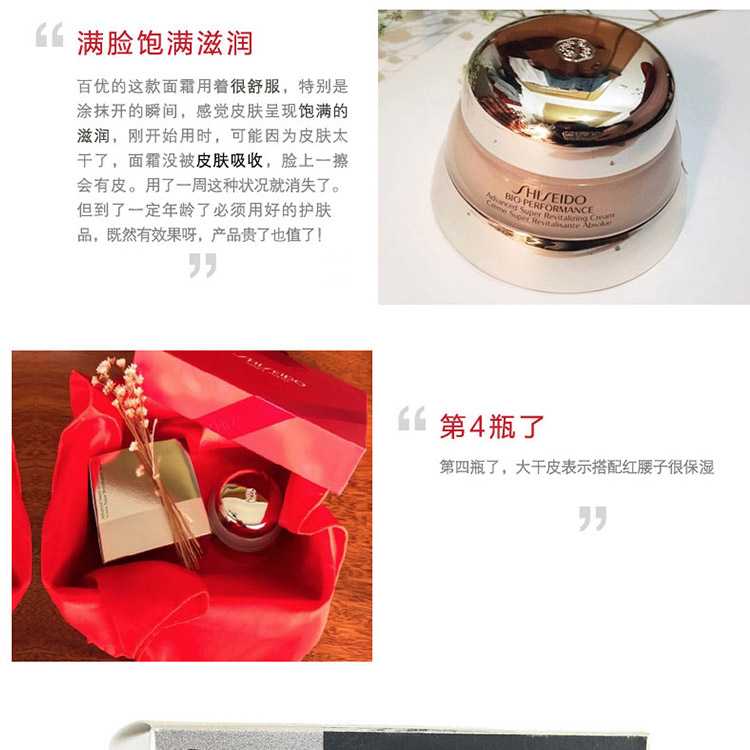 满脸饱满滋润
百优的这款面霜用着很舒服，特别是
涂抹开的瞬间，感觉皮肤呈现饱满的
滋润，刚开始用时，可能因为皮肤太
干了，面霜没被皮肤吸收，脸上一擦
会有皮。用了一周这种状况就消失了。
但到了一定年龄了必须用好的护肤
品，既然有效果呀，产品贵了也值了!
SHISEIDO
BIO-PERFORMANCE
Advanced Super Revitalizing Cream
Crème Super Revitalisante Absolue
SHISEIDO
第4瓶了
第四瓶了，大干皮表示搭配红腰子很保湿